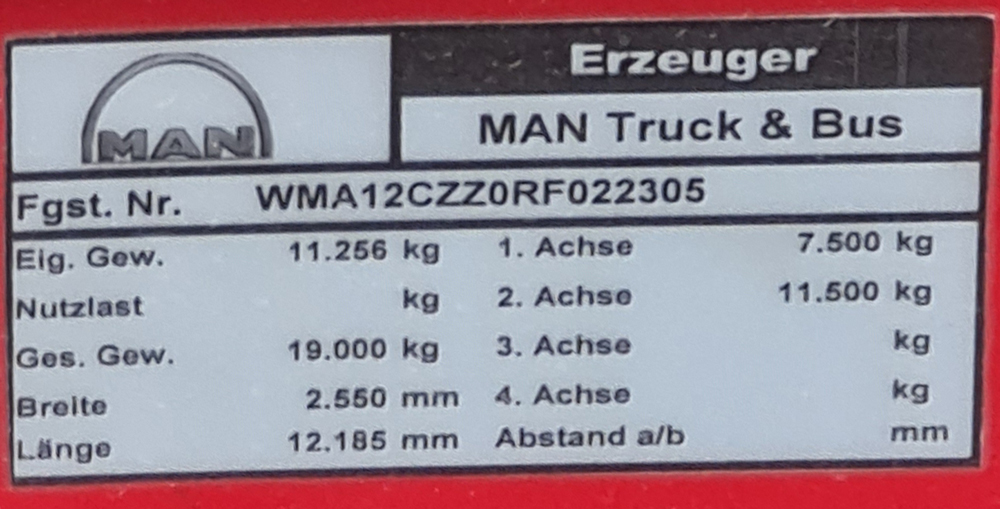 MAN
Erzeuger
MAN Truck & Bus
Fgst. Nr. WMA12CZZ0RF022305
Eig. Gew. 11.256 kg 1. Achse 7.500 kg
Nutzlast kg 2. Achse 11.500 kg
Ges. Gew. 19.000 kg 3. Achse kg
Breite 2.550 mm 4. Achse kg
Länge 12.185 mm Abstand a/b mm